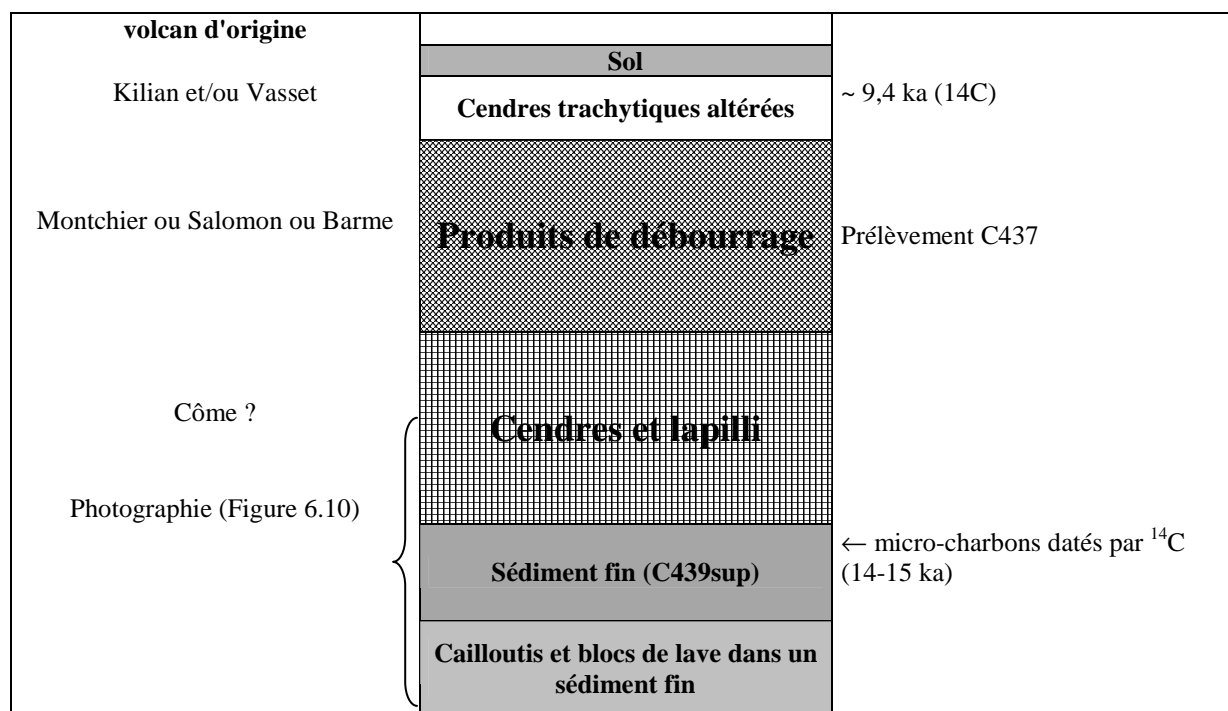 volcan d'origine
Sol
Kilian et/ou Vasset
Cendres trachytiques altérées
~ 9,4 ka (14C)
Montchier ou Salomon ou Barme
Produits de débourrage
Prélèvement C437
Côme ?
Cendres et lapilli
Photographie (Figure 6.10)
Sédiment fin (C439sup)
← micro-charbons datés par 14C
(14-15 ka)
Cailloutis et blocs de lave dans un
sédiment fin